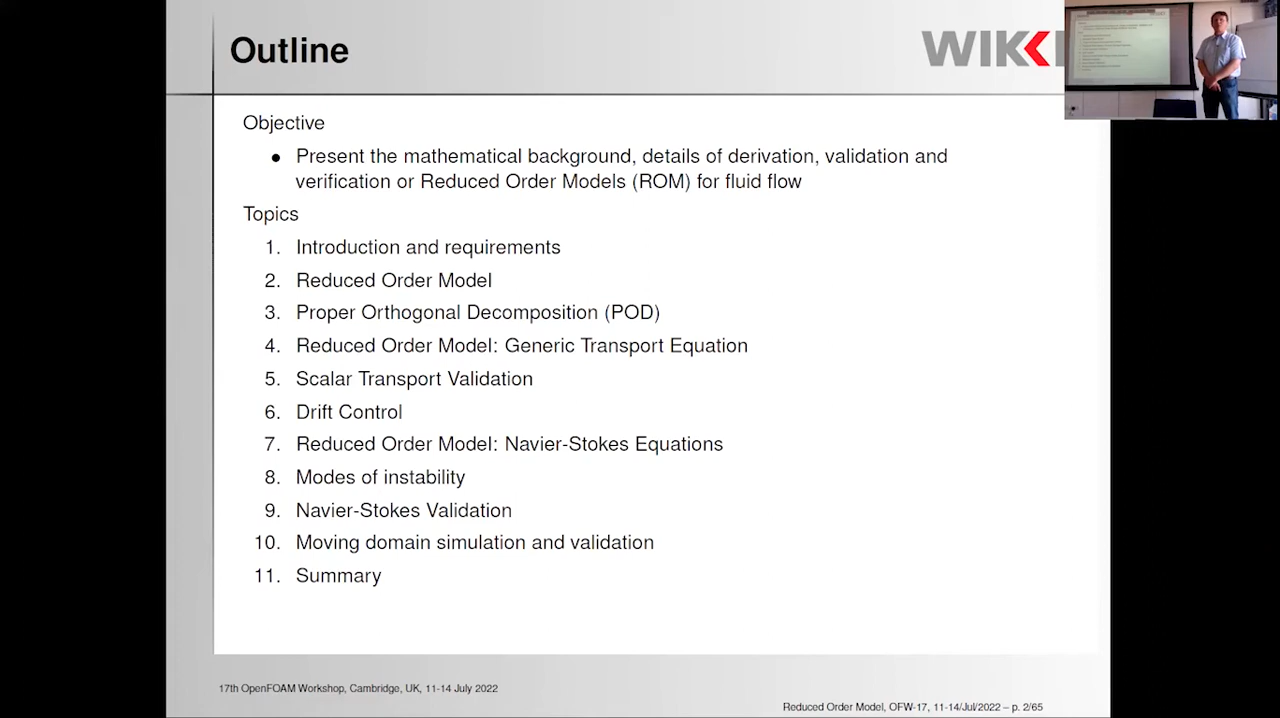 Outline
WIKKI
Objective
● Present the mathematical background, details of derivation, validation and
verification or Reduced Order Models (ROM) for fluid flow
Topics
1. Introduction and requirements
2. Reduced Order Model
3. Proper Orthogonal Decomposition (POD)
4. Reduced Order Model: Generic Transport Equation
5. Scalar Transport Validation
6. Drift Control
7. Reduced Order Model: Navier-Stokes Equations
8. Modes of instability
9. Navier-Stokes Validation
10. Moving domain simulation and validation
11. Summary
17th OpenFOAM Workshop, Cambridge, UK, 11-14 July 2022
Reduced Order Model, OFW-17, 11-14/Jul/2022 – p. 2/65